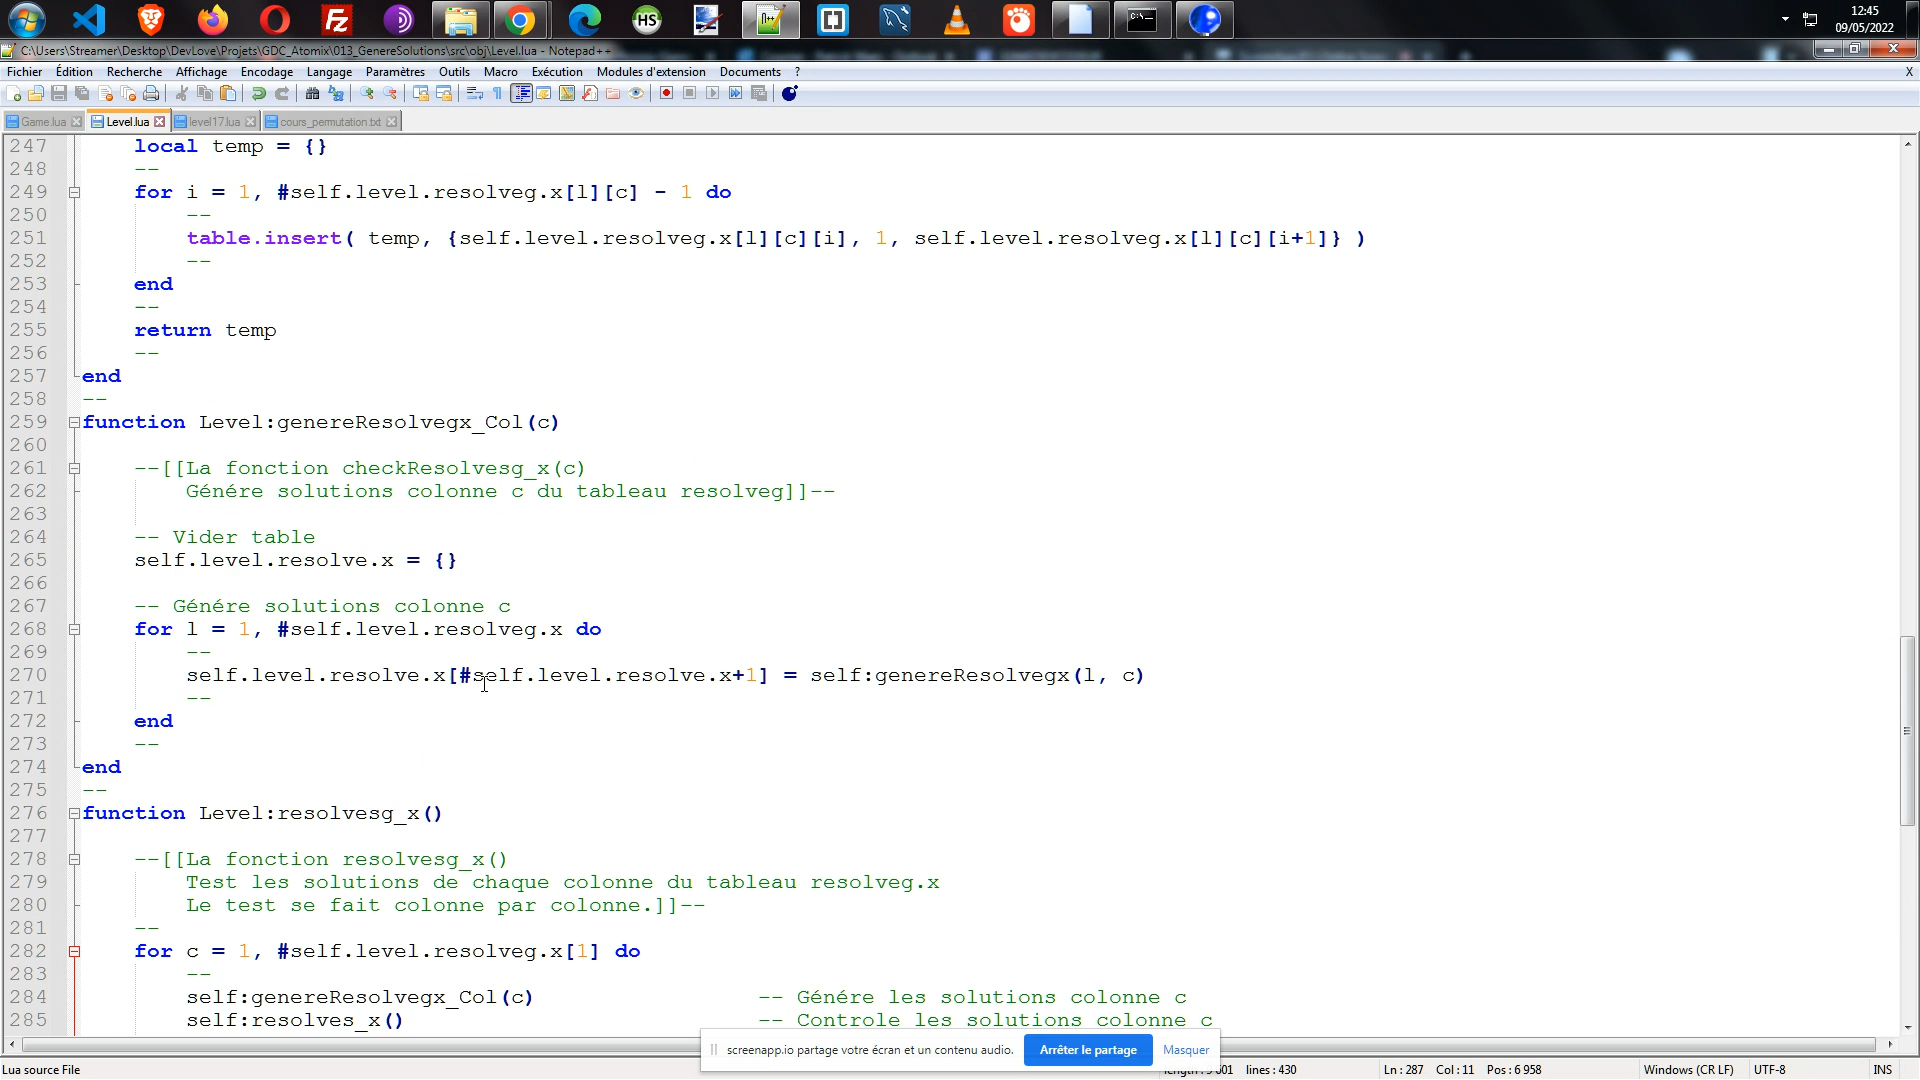 12:45
09/05/2022
C:\Users\Streamer\Desktop\DevLove\Projets\GDC_Atomix\013_GenereSolutions\src\obj\Level.lua - Notepad++
Fichier Édition Recherche Affichage Encodage Langage Paramètres Outils Macro Exécution Modules d'extension Documents ? X
Game.lua Level.lua level17.lua cours_permutation.txt
247 local temp = {}
248 --
249 for i = 1, #self.level.resolveg.x[l][c] - 1 do
250 --
251 table.insert( temp, {self.level.resolveg.x[l][c][i], 1, self.level.resolveg.x[l][c][i+1]} )
252 --
253 end
254 --
255 return temp
256 --
257 end
258 --
259 function Level:genereResolvegx_Col(c)
260
261 --[[La fonction checkResolvesg_x(c)
262 Génére solutions colonne c du tableau resolveg]]--
263
264 -- Vider table
265 self.level.resolve.x = {}
266
267 -- Génére solutions colonne c
268 for l = 1, #self.level.resolveg.x do
269 --
270 self.level.resolve.x[#self.level.resolve.x+1] = self:genereResolvegx(l, c)
271 --
272 end
273 --
274 end
275 --
276 function Level:resolvesg_x()
277
278 --[[La fonction resolvesg_x()
279 Test les solutions de chaque colonne du tableau resolveg.x
280 Le test se fait colonne par colonne.]]--
281 --
282 for c = 1, #self.level.resolveg.x[1] do
283 --
284 self:genereResolvegx_Col(c) -- Génére les solutions colonne c
285 self:resolves_x() -- Controle les solutions colonne c
screenapp.io partage votre écran et un contenu audio. Arrêter le partage Masquer
Lua source File lines : 430 Ln : 287 Col : 11 Pos : 6 958 Windows (CR LF) UTF-8 INS